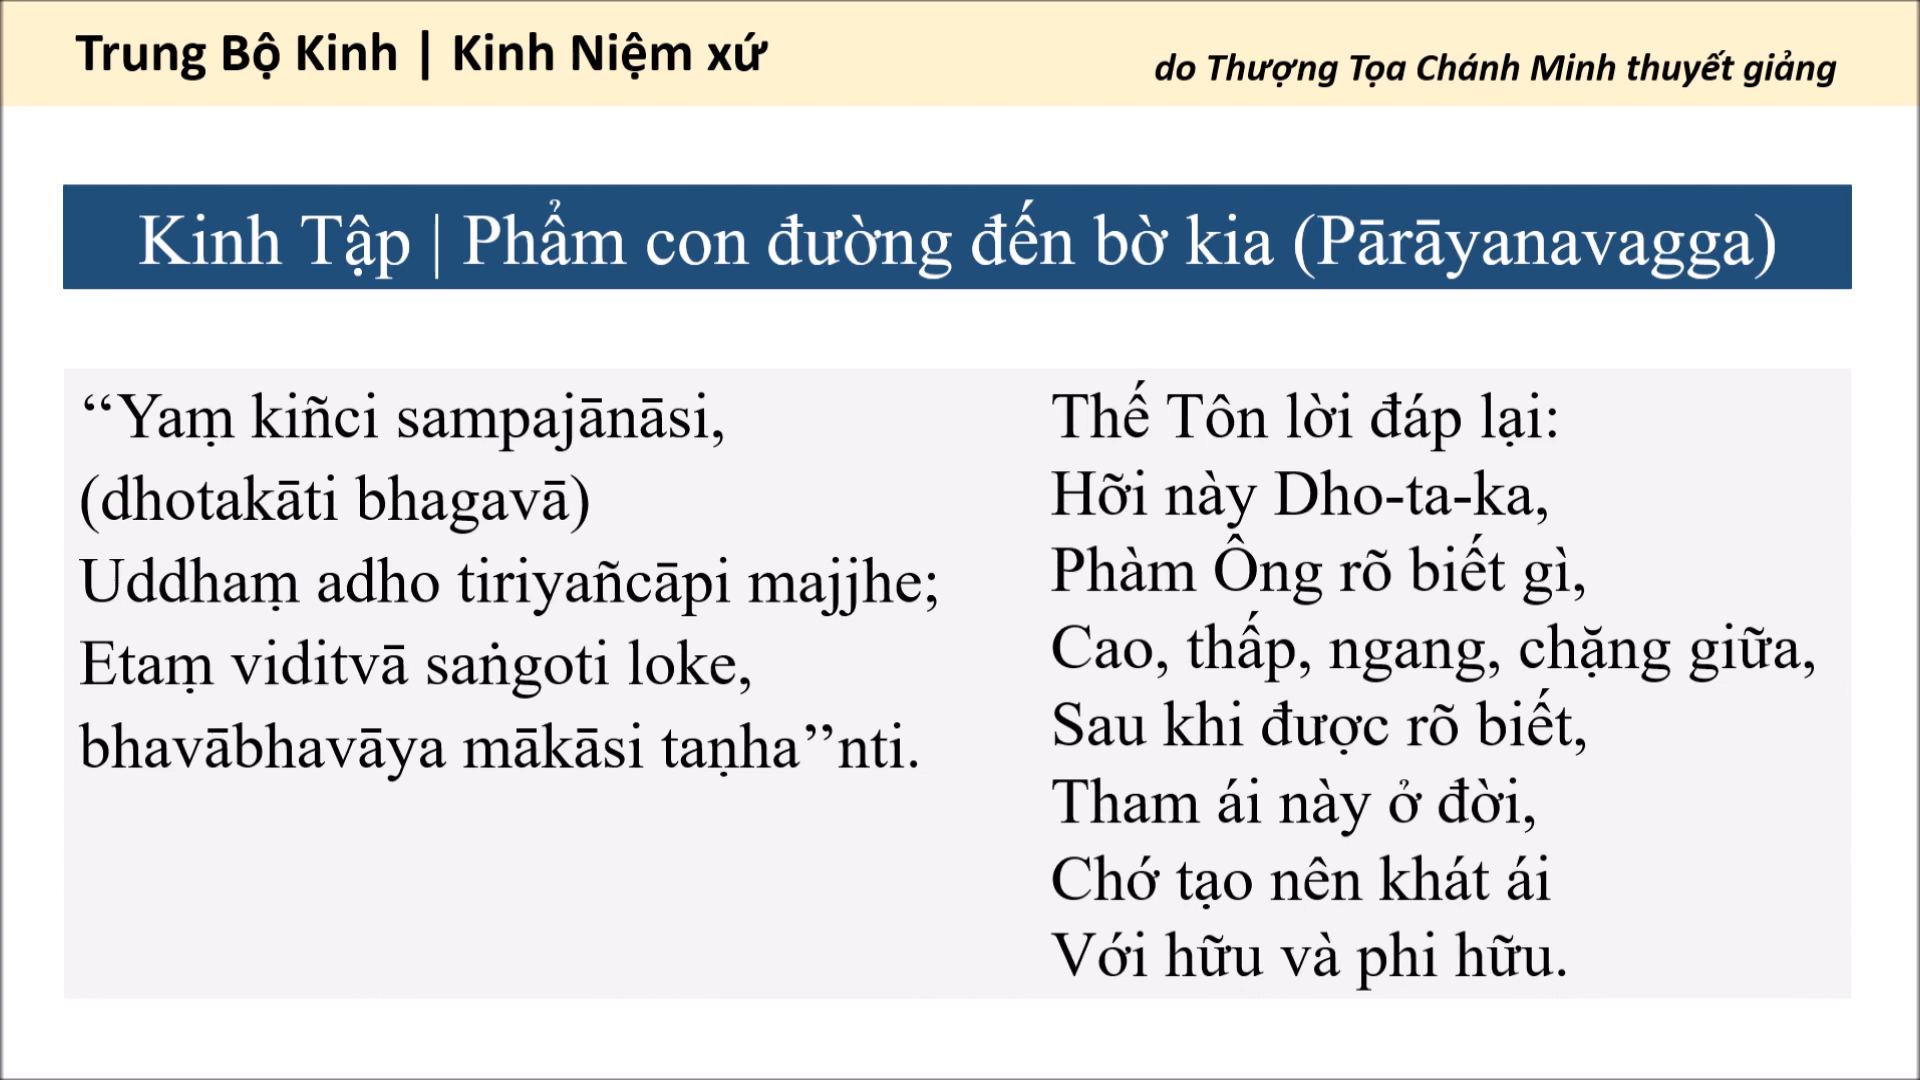 Trung Bộ Kinh | Kinh Niệm xứ
do Thượng Tọa Chánh Minh thuyết giảng
Kinh Tập | Phẩm con đường đến bờ kia (Pārāyanavagga)
‘‘Yaṃ kiñci sampajānāsi,
(dhotakāti bhagavā)
Uddhaṃ adho tiriyañcāpi majjhe;
Etaṃ viditvā saṅgoti loke,
bhavābhavāya mākāsi taṇha’’nti.
Thế Tôn lời đáp lại:
Hỡi này Dho-ta-ka,
Phàm Ông rõ biết gì,
Cao, thấp, ngang, chặng giữa,
Sau khi được rõ biết,
Tham ái này ở đời,
Chớ tạo nên khát ái
Với hữu và phi hữu.